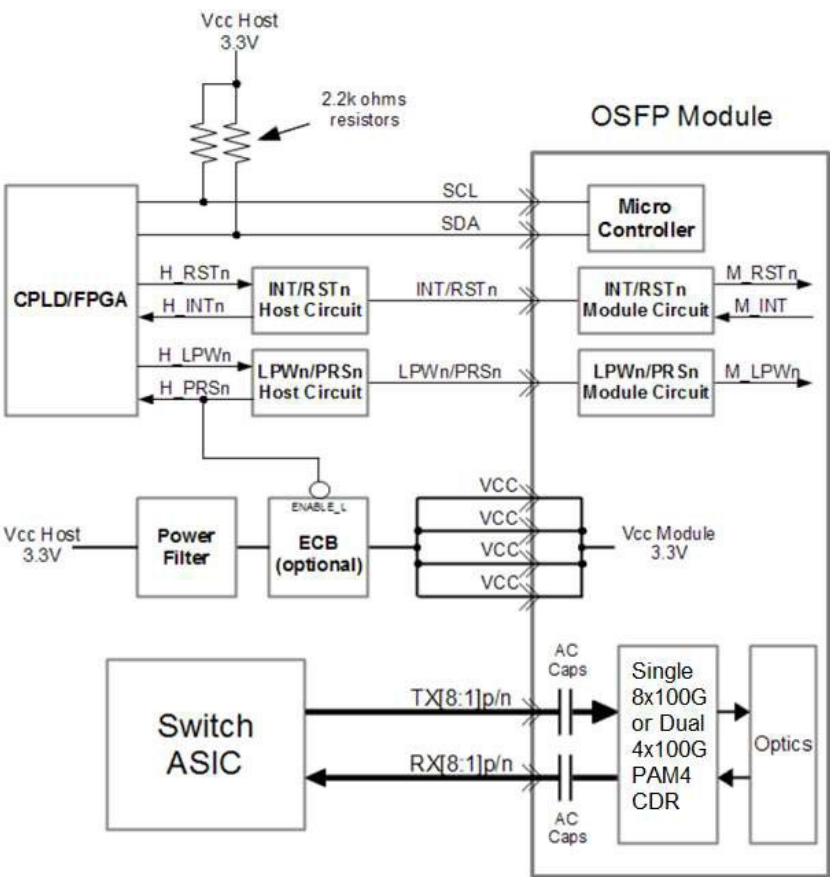 Vcc Host
3.3V
2.2k ohms
resistors
OSFP Module
SCL
SDA
Micro
Controller
CPLD/FPGA
H_RSTn
H_INTn
INT/RSTn
Host Circuit
INT/RSTn
INT/RSTn
Module Circuit
M_RSTn
M_INT
H_LPWn
H_PRSn
LPWn/PRSn
Host Circuit
LPWn/PRSn
LPWn/PRSn
Module Circuit
M_LPWn
Vcc Host
3.3V
Power
Filter
ENABLE_L
ECB
(optional)
VCC
VCC
VCC
VCC
Vcc Module
3.3V
Switch
ASIC
TX[8:1]p/n
RX[8:1]p/n
AC
Caps
AC
Caps
Single
8x100G
or Dual
4x100G
PAM4
CDR
Optics